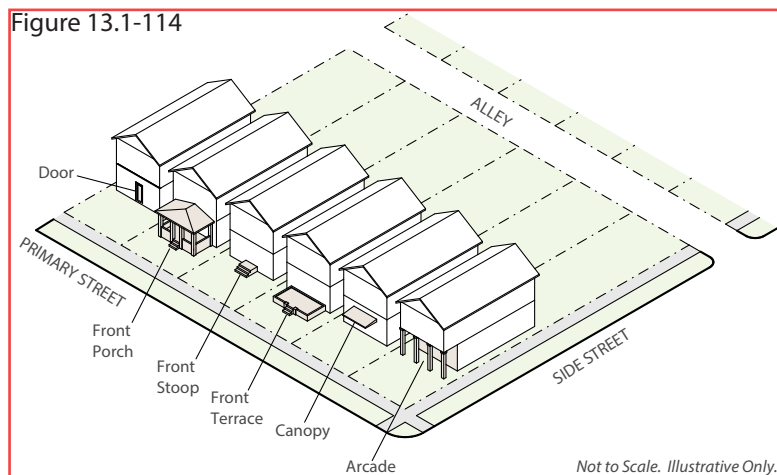 Figure 13.1-114
ALLEY
Door
PRIMARY STREET
Front
Porch
Front
Stoop
Front
Terrace
Canopy
Arcade
SIDE STREET
Not to Scale. Illustrative Only.